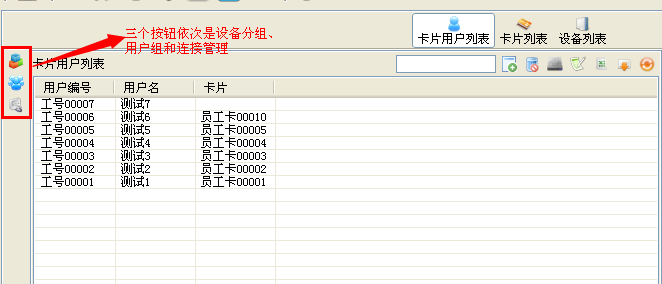 三个按钮依次是设备分组、
用户组和连接管理
卡片用户列表 卡片列表 设备列表
卡片用户列表
用户编号 用户名 卡片
工号00007 测试7
工号00006 测试6 员工卡00010
工号00005 测试5 员工卡00005
工号00004 测试4 员工卡00004
工号00003 测试3 员工卡00003
工号00002 测试2 员工卡00002
工号00001 测试1 员工卡00001